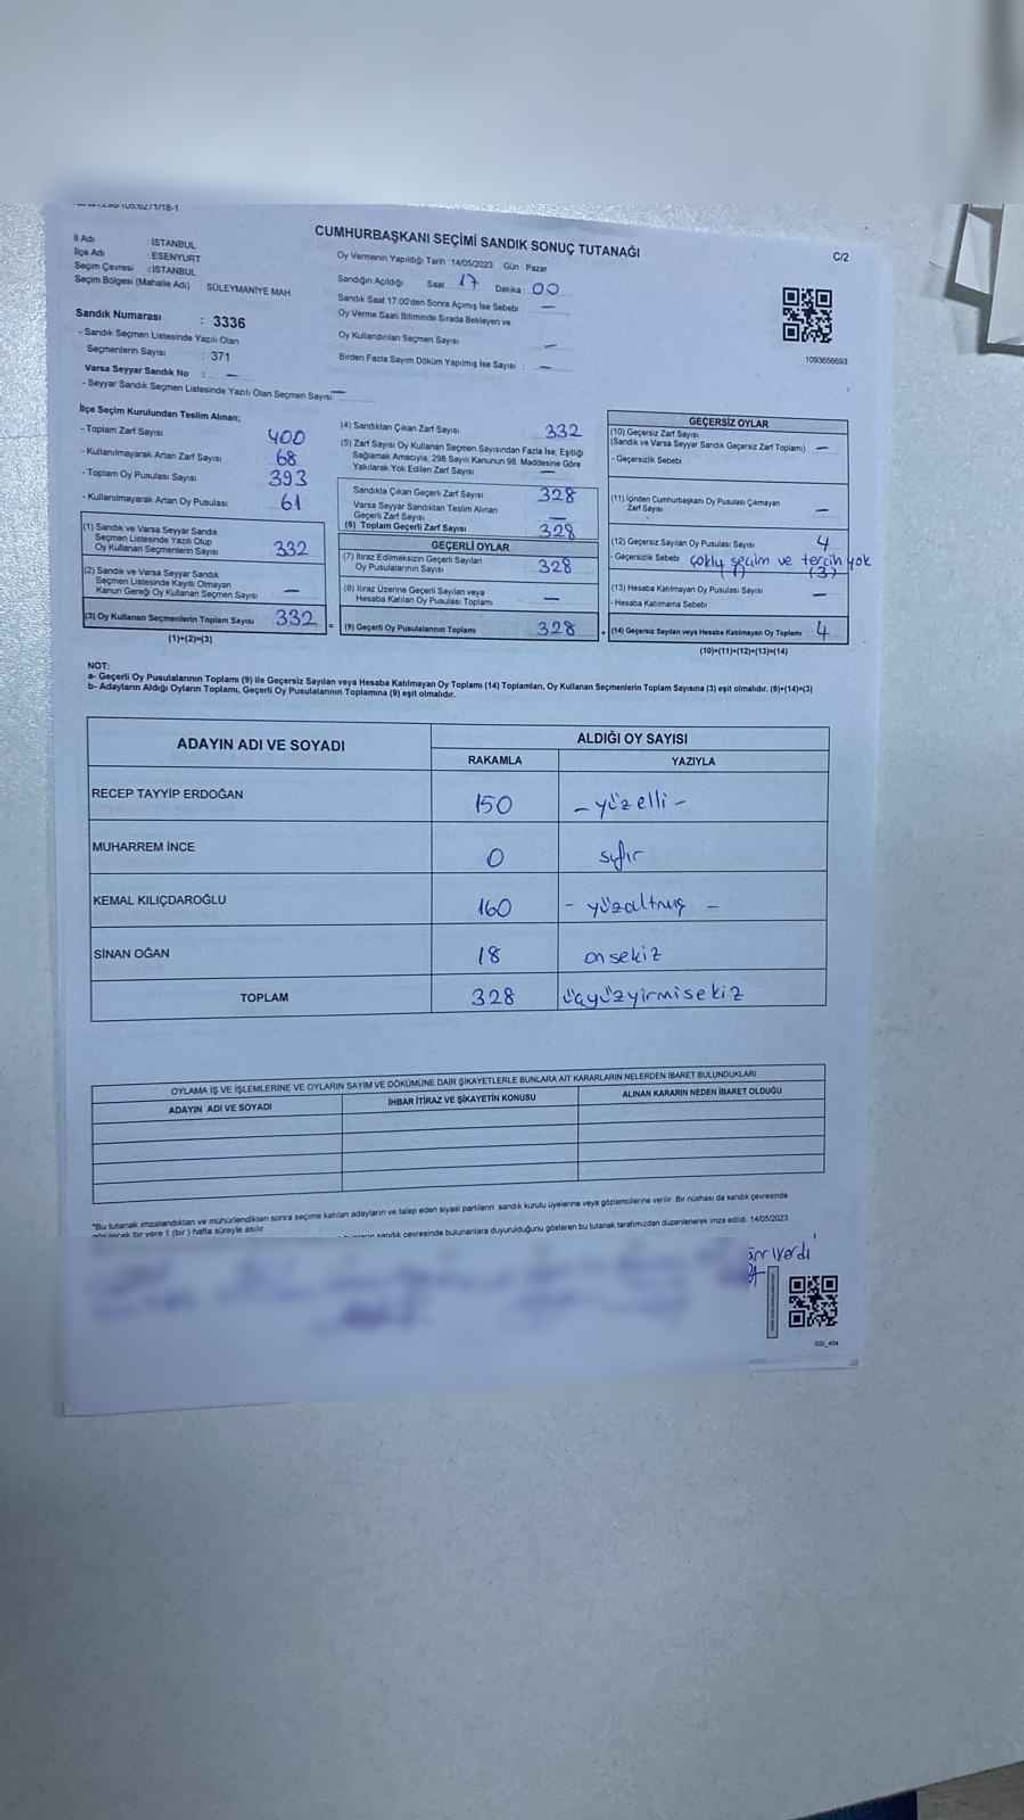 CUMHURBAŞKANI SEÇİMİ SANDIK SONUÇ TUTANAĞI
C/2
İl Adı : İSTANBUL
İlçe Adı : ESENYURT
Seçim Çevresi : İSTANBUL
Seçim Bölgesi (Mahalle Adı) SÜLEYMANİYE MAH.
Sandık Numarası : 3336
- Sandık Seçmen Listesinde Yazılı Olan
Seçmenlerin Sayısı : 371
Varsa Seyyar Sandık No : —
- Seyyar Sandık Seçmen Listesinde Yazılı Olan Seçmen Sayısı —
Oy Vermenin Yapıldığı Tarih :14/05/2023 Gün : Pazar
Sandığın Açıldığı Saat : 17 Dakika : 00
Sandık Saat 17.00'den Sonra Açılmış İse Sebebi : —
Oy Verme Saati Bitiminde Sırada Bekleyen ve
Oy Kullandırılan Seçmen Sayısı : —
Birden Fazla Sayım Döküm Yapılmış İse Sayısı : —
1093656693
İlçe Seçim Kurulundan Teslim Alınan;
- Toplam Zarf Sayısı 400
- Kullanılmayarak Artan Zarf Sayısı 68
- Toplam Oy Pusulası Sayısı 393
- Kullanılmayarak Artan Oy Pusulası 61
(1) Sandık ve Varsa Seyyar Sandık
Seçmen Listesinde Yazılı Olup
Oy Kullanan Seçmenlerin Sayısı 332
(2) Sandık ve Varsa Seyyar Sandık
Seçmen Listesinde Kayıtlı Olmayan
Kanun Gereği Oy Kullanan Seçmen Sayısı —
(3) Oy Kullanan Seçmenlerin Toplam Sayısı 332
(1)+(2)=(3)
(4) Sandıktan Çıkan Zarf Sayısı 332
(5) Zarf Sayısı Oy Kullanan Seçmen Sayısından Fazla İse, Eşitliği
Sağlamak Amacıyla, 298 Sayılı Kanunun 98. Maddesine Göre
Yakılarak Yok Edilen Zarf Sayısı —
Sandıkta Çıkan Geçerli Zarf Sayısı 328
Varsa Seyyar Sandıktan Teslim Alınan
Geçerli Zarf Sayısı —
(6) Toplam Geçerli Zarf Sayısı 328
GEÇERLİ OYLAR
(7) İtiraz Edilmeksizin Geçerli Sayılan
Oy Pusulalarının Sayısı 328
(8) İtiraz Üzerine Geçerli Sayılan veya
Hesaba Katılan Oy Pusulası Toplamı —
(9) Geçerli Oy Pusulalarının Toplamı 328
GEÇERSİZ OYLAR
(10) Geçersiz Zarf Sayısı
(Sandık ve Varsa Seyyar Sandık Geçersiz Zarf Toplamı) —
- Geçersizlik Sebebi
(11) İçinden Cumhurbaşkanı Oy Pusulası Çıkmayan
Zarf Sayısı —
(12) Geçersiz Sayılan Oy Pusulası Sayısı 4
- Geçersizlik Sebebi çoklu seçim ve tercih yok
(1) (3)
(13) Hesaba Katılmayan Oy Pusulası Sayısı —
- Hesaba Katılmama Sebebi
(14) Geçersiz Sayılan veya Hesaba Katılmayan Oy Toplamı 4
(10)+(11)+(12)+(13)=(14)
NOT:
a- Geçerli Oy Pusulalarının Toplamı (9) ile Geçersiz Sayılan veya Hesaba Katılmayan Oy Toplamı (14) Toplamları, Oy Kullanan Seçmenlerin Toplam Sayısına (3) eşit olmalıdır. (9)+(14)=(3)
b- Adayların Aldığı Oyların Toplamı, Geçerli Oy Pusulalarının Toplamına (9) eşit olmalıdır.
ADAYIN ADI VE SOYADI ALDIĞI OY SAYISI
RAKAMLA YAZIYLA
RECEP TAYYİP ERDOĞAN 150 - yüzelli -
MUHARREM İNCE 0 sıfır
KEMAL KILIÇDAROĞLU 160 - yüzaltmış -
SİNAN OĞAN 18 onsekiz
TOPLAM 328 üçyüzyirmisekiz
OYLAMA İŞ VE İŞLEMLERİNE VE OYLARIN SAYIM VE DÖKÜMÜNE DAİR ŞİKAYETLERLE BUNLARA AİT KARARLARIN NELERDEN İBARET BULUNDUKLARI
ADAYIN ADI VE SOYADI İHBAR İTİRAZ VE ŞİKAYETİN KONUSU ALINAN KARARIN NEDEN İBARET OLDUĞU
"Bu tutanak imzalandıktan ve mühürlendikten sonra seçime katılan adayların ve talep eden siyasi partilerin sandık kurulu üyelerine veya gözlemcilerine verilir. Bir nüshası da sandık çevresinde
bir yere 1 (bir) hafta süreyle asılır.
sandık çevresinde bulunanlara duyurulduğunu gösteren bu tutanak tarafımızdan düzenlenerek imza edildi. 14/05/2023